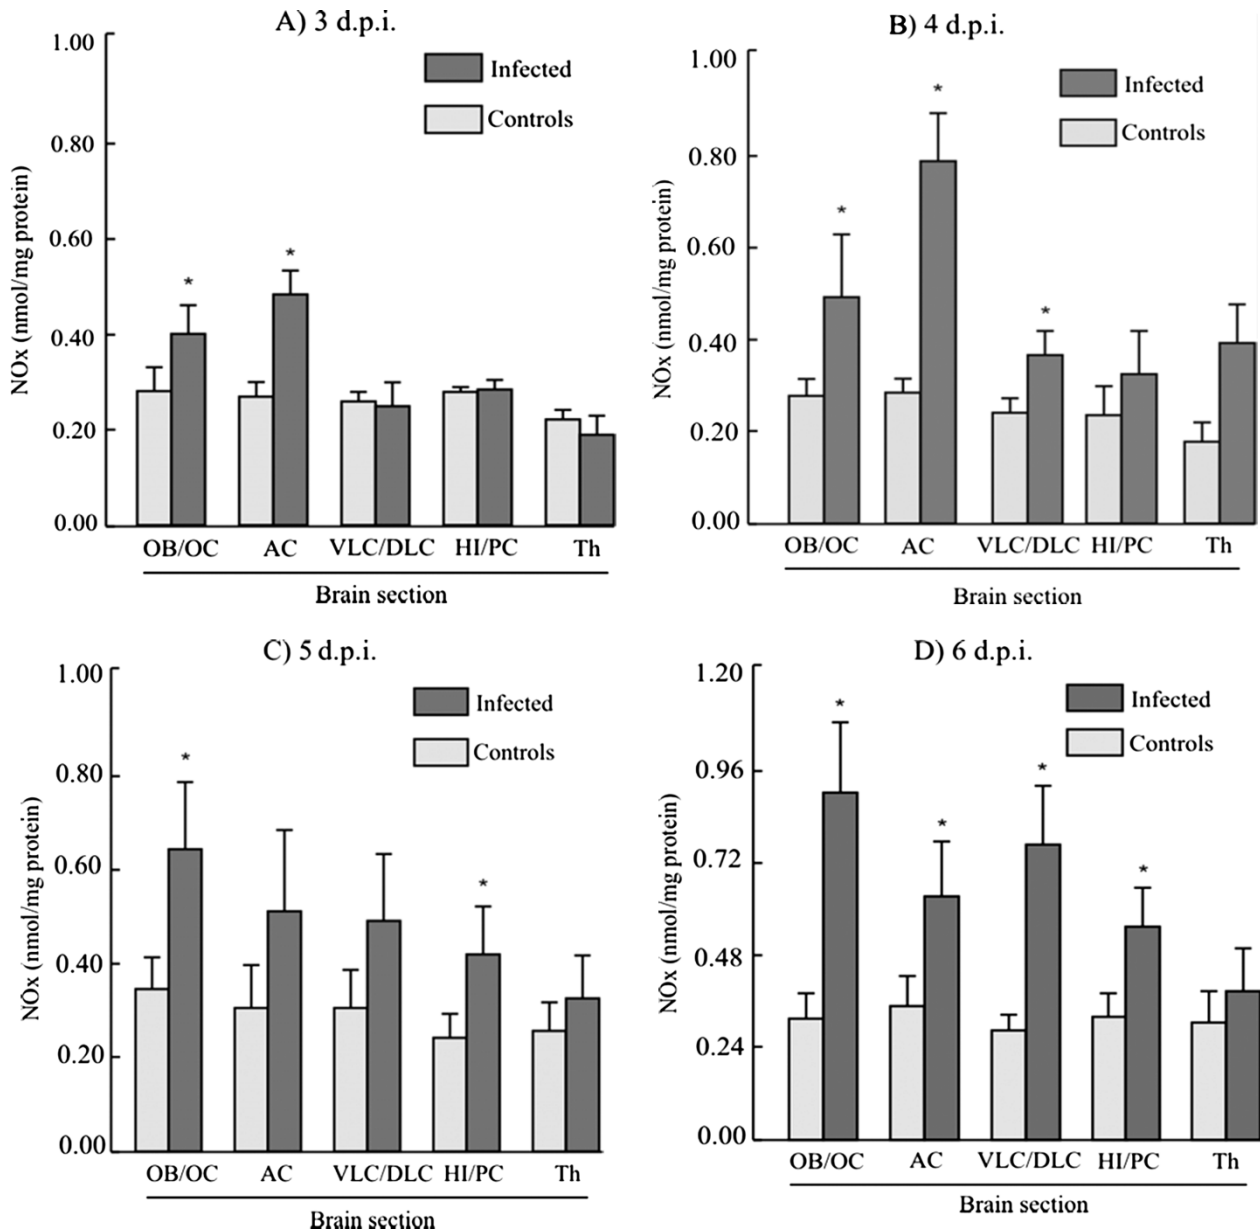 A) 3 d.p.i.
1.00
0.80
0.60
0.40
0.20
0.00
NOx (nmol/mg protein)
Infected
Controls
*
*
OB/OC AC VLC/DLC HI/PC Th
Brain section
B) 4 d.p.i.
1.00
0.80
0.60
0.40
0.20
0.00
NOx (nmol/mg protein)
Infected
Controls
*
*
*
OB/OC AC VLC/DLC HI/PC Th
Brain section
C) 5 d.p.i.
1.00
0.80
0.60
0.40
0.20
0.00
NOx (nmol/mg protein)
Infected
Controls
*
*
OB/OC AC VLC/DLC HI/PC Th
Brain section
D) 6 d.p.i.
1.20
0.96
0.72
0.48
0.24
0.00
NOx (nmol/mg protein)
Infected
Controls
*
*
*
*
OB/OC AC VLC/DLC HI/PC Th
Brain section